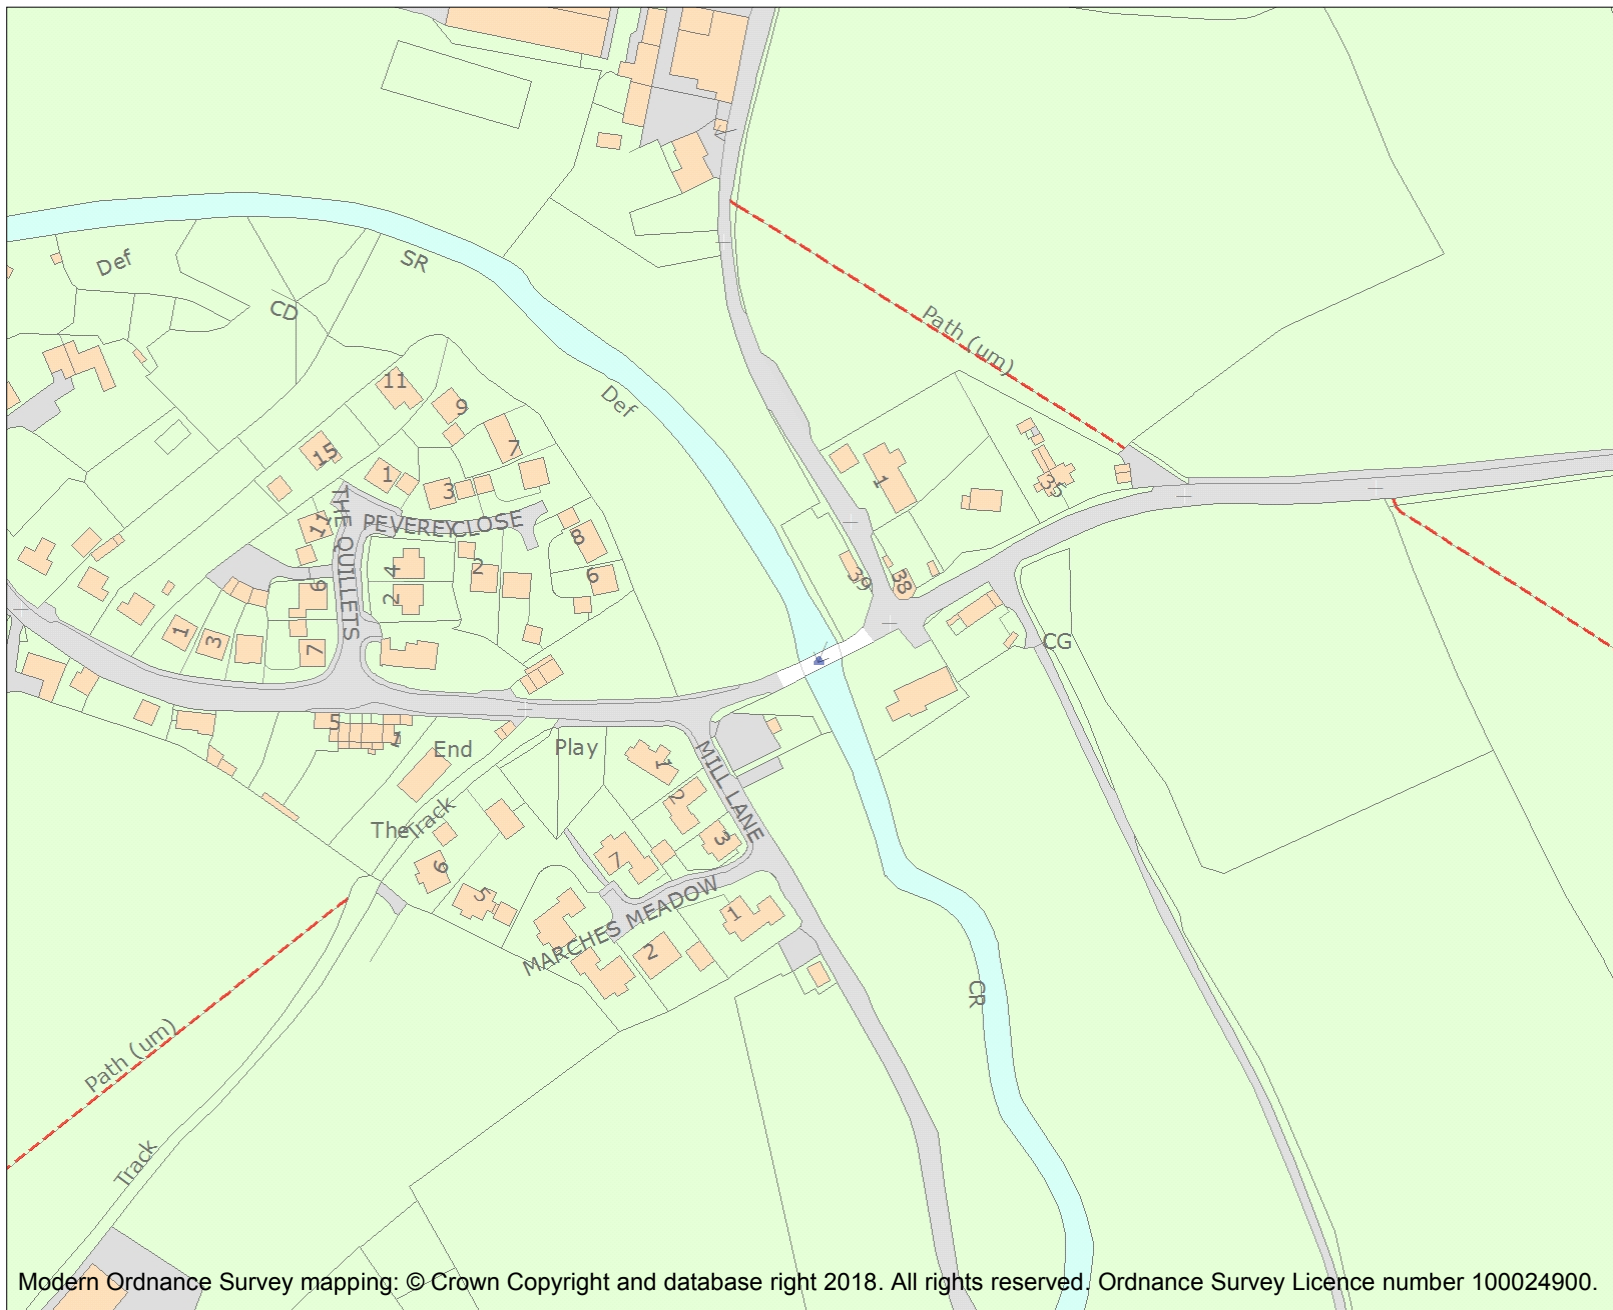 Def
SR
CD
Path (um)
Def
11
9
7
15
1
3
1
35
THE QUILLETS
PEVEREY CLOSE
11
8
6
39
38
4
2
2
9
1
3
7
CG
5
1
End
Play
MILL LANE
1
2
3
The Track
7
6
5
MARCHES MEADOW
1
2
CR
Path (um)
Track
Modern Ordnance Survey mapping: © Crown Copyright and database right 2018. All rights reserved. Ordnance Survey Licence number 100024900.